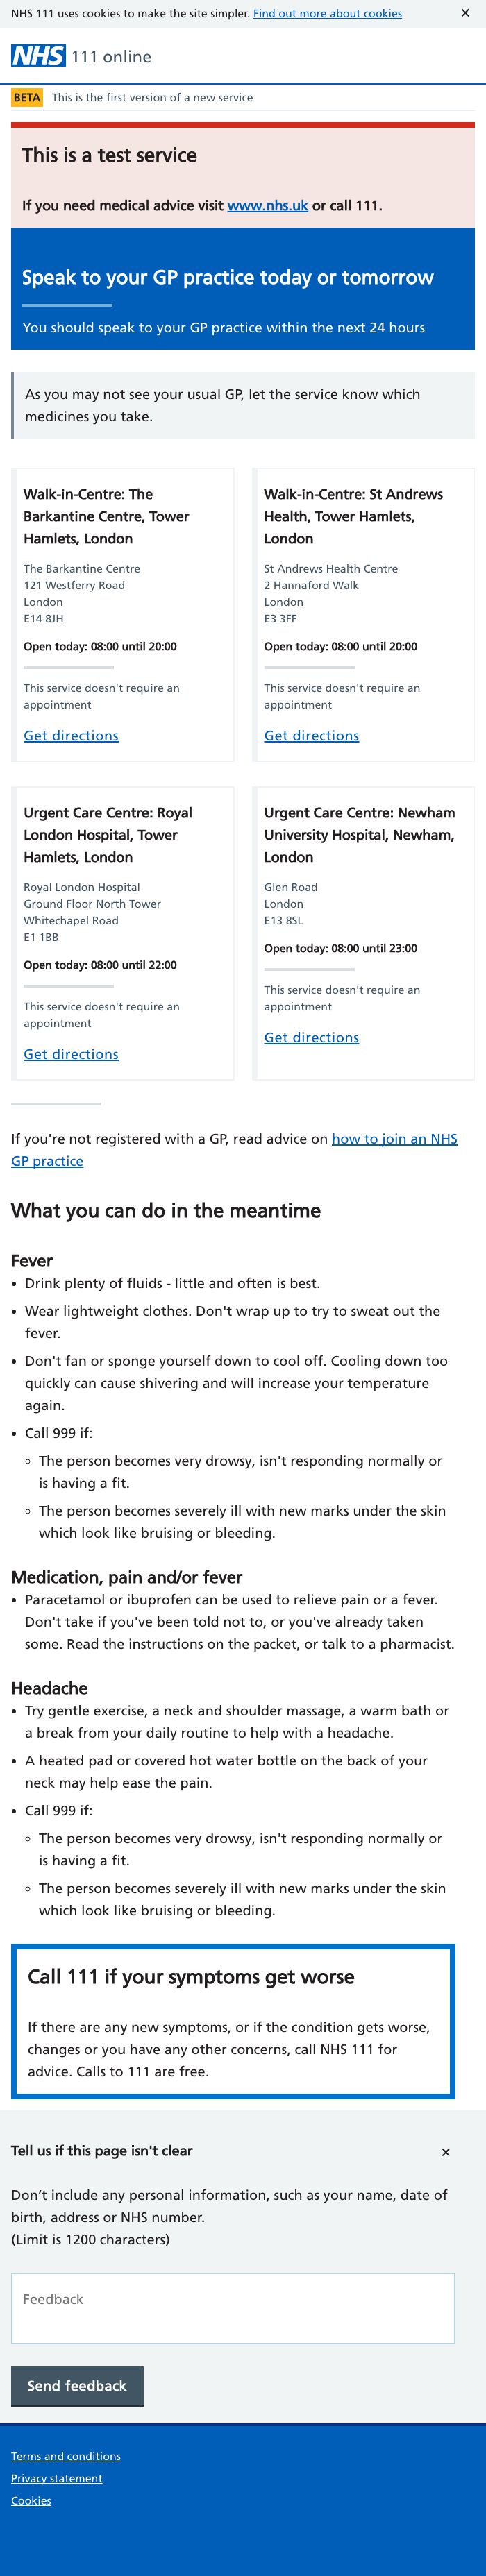 NHS 111 uses cookies to make the site simpler. Find out more about cookies ✕
NHS 111 online
BETA This is the first version of a new service
This is a test service
If you need medical advice visit www.nhs.uk or call 111.
Speak to your GP practice today or tomorrow
You should speak to your GP practice within the next 24 hours
As you may not see your usual GP, let the service know which
medicines you take.
Walk-in-Centre: The
Barkantine Centre, Tower
Hamlets, London
The Barkantine Centre
121 Westferry Road
London
E14 8JH
Open today: 08:00 until 20:00
This service doesn't require an
appointment
Get directions
Walk-in-Centre: St Andrews
Health, Tower Hamlets,
London
St Andrews Health Centre
2 Hannaford Walk
London
E3 3FF
Open today: 08:00 until 20:00
This service doesn't require an
appointment
Get directions
Urgent Care Centre: Royal
London Hospital, Tower
Hamlets, London
Royal London Hospital
Ground Floor North Tower
Whitechapel Road
E1 1BB
Open today: 08:00 until 22:00
This service doesn't require an
appointment
Get directions
Urgent Care Centre: Newham
University Hospital, Newham,
London
Glen Road
London
E13 8SL
Open today: 08:00 until 23:00
This service doesn't require an
appointment
Get directions
If you're not registered with a GP, read advice on how to join an NHS
GP practice
What you can do in the meantime
Fever
• Drink plenty of fluids - little and often is best.
• Wear lightweight clothes. Don't wrap up to try to sweat out the
fever.
• Don't fan or sponge yourself down to cool off. Cooling down too
quickly can cause shivering and will increase your temperature
again.
• Call 999 if:
◦ The person becomes very drowsy, isn't responding normally or
is having a fit.
◦ The person becomes severely ill with new marks under the skin
which look like bruising or bleeding.
Medication, pain and/or fever
• Paracetamol or ibuprofen can be used to relieve pain or a fever.
Don't take if you've been told not to, or you've already taken
some. Read the instructions on the packet, or talk to a pharmacist.
Headache
• Try gentle exercise, a neck and shoulder massage, a warm bath or
a break from your daily routine to help with a headache.
• A heated pad or covered hot water bottle on the back of your
neck may help ease the pain.
• Call 999 if:
◦ The person becomes very drowsy, isn't responding normally or
is having a fit.
◦ The person becomes severely ill with new marks under the skin
which look like bruising or bleeding.
Call 111 if your symptoms get worse
If there are any new symptoms, or if the condition gets worse,
changes or you have any other concerns, call NHS 111 for
advice. Calls to 111 are free.
Tell us if this page isn't clear ✕
Don’t include any personal information, such as your name, date of
birth, address or NHS number.
(Limit is 1200 characters)
Feedback
Send feedback
Terms and conditions
Privacy statement
Cookies